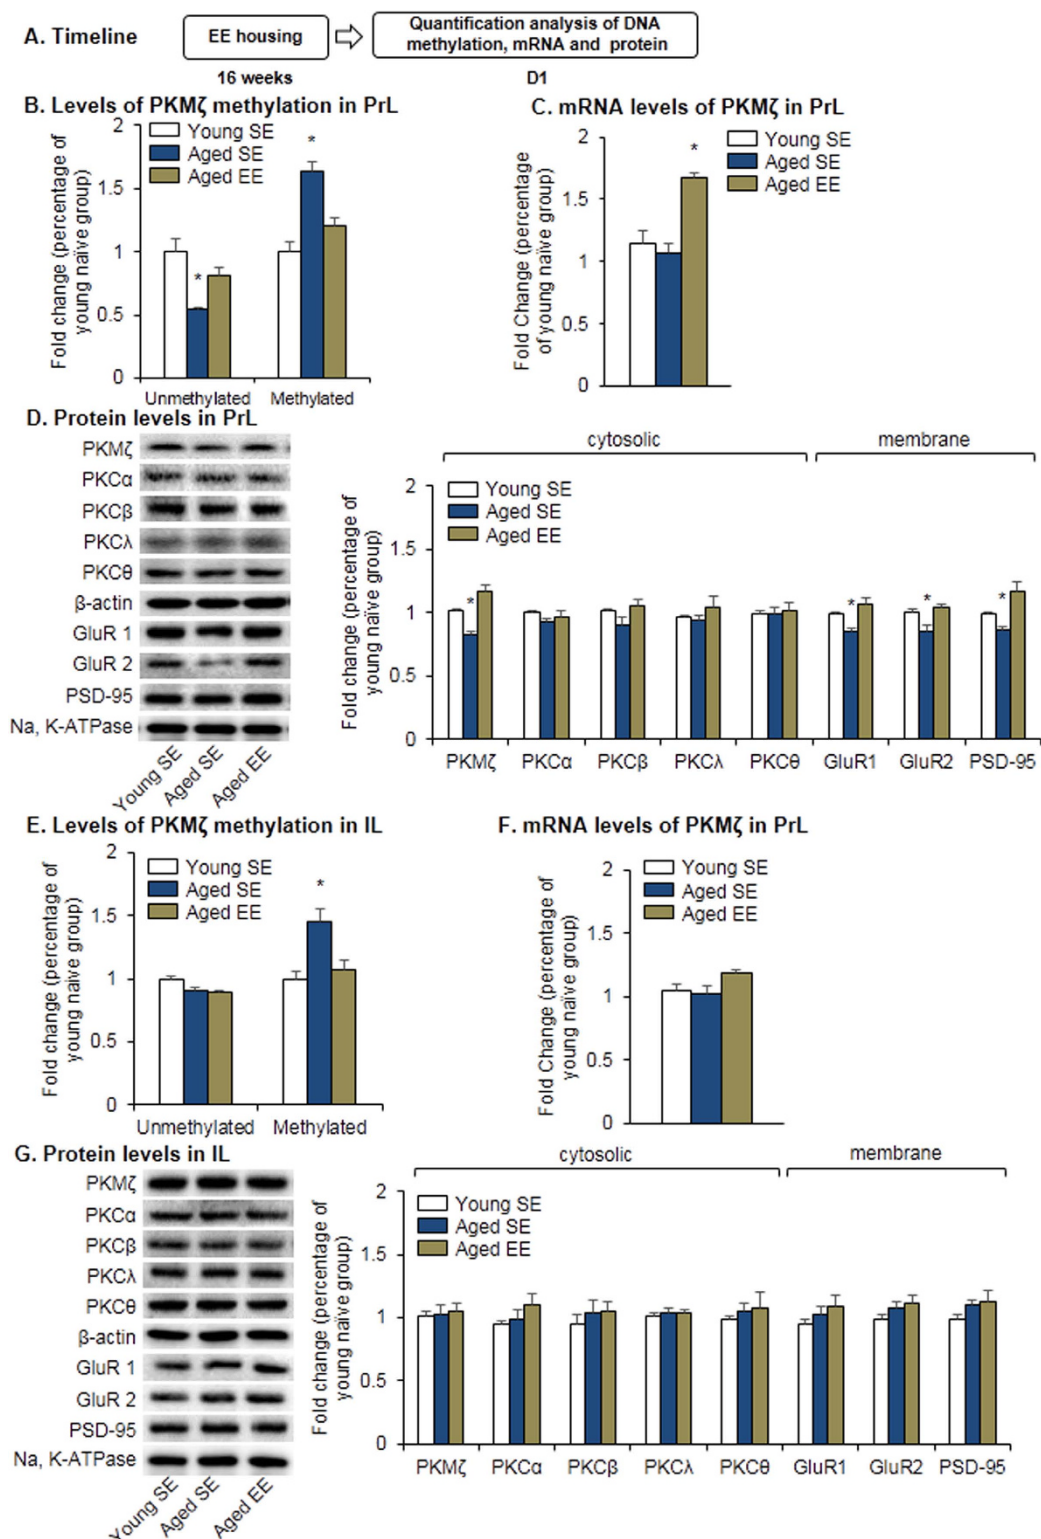 A. Timeline
EE housing
Quantification analysis of DNA
methylation, mRNA and protein
16 weeks
D1
B. Levels of PKMζ methylation in PrL
Fold change (percentage of
young naïve group)
2
1.5
1
0.5
0
Young SE
Aged SE
Aged EE
*
*
Unmethylated
Methylated
C. mRNA levels of PKMζ in PrL
Fold Change (percentage
of young naïve group)
2
1.5
1
0.5
0
Young SE
Aged SE
Aged EE
*
D. Protein levels in PrL
PKMζ
PKCα
PKCβ
PKCλ
PKCθ
β-actin
GluR 1
GluR 2
PSD-95
Na, K-ATPase
Young SE
Aged SE
Aged EE
cytosolic
membrane
Fold change (percentage of
young naïve group)
2
1.5
1
0.5
0
Young SE
Aged SE
Aged EE
*
*
*
*
PKMζ
PKCα
PKCβ
PKCλ
PKCθ
GluR1
GluR2
PSD-95
E. Levels of PKMζ methylation in IL
Fold change (percentage of
young naïve group)
2
1.5
1
0.5
0
Young SE
Aged SE
Aged EE
*
Unmethylated
Methylated
F. mRNA levels of PKMζ in PrL
Fold Change (percentage of
young naïve group)
2
1.5
1
0.5
0
Young SE
Aged SE
Aged EE
G. Protein levels in IL
PKMζ
PKCα
PKCβ
PKCλ
PKCθ
β-actin
GluR 1
GluR 2
PSD-95
Na, K-ATPase
Young SE
Aged SE
Aged EE
cytosolic
membrane
Fold change (percentage of
young naïve group)
2
1.5
1
0.5
0
Young SE
Aged SE
Aged EE
PKMζ
PKCα
PKCβ
PKCλ
PKCθ
GluR1
GluR2
PSD-95